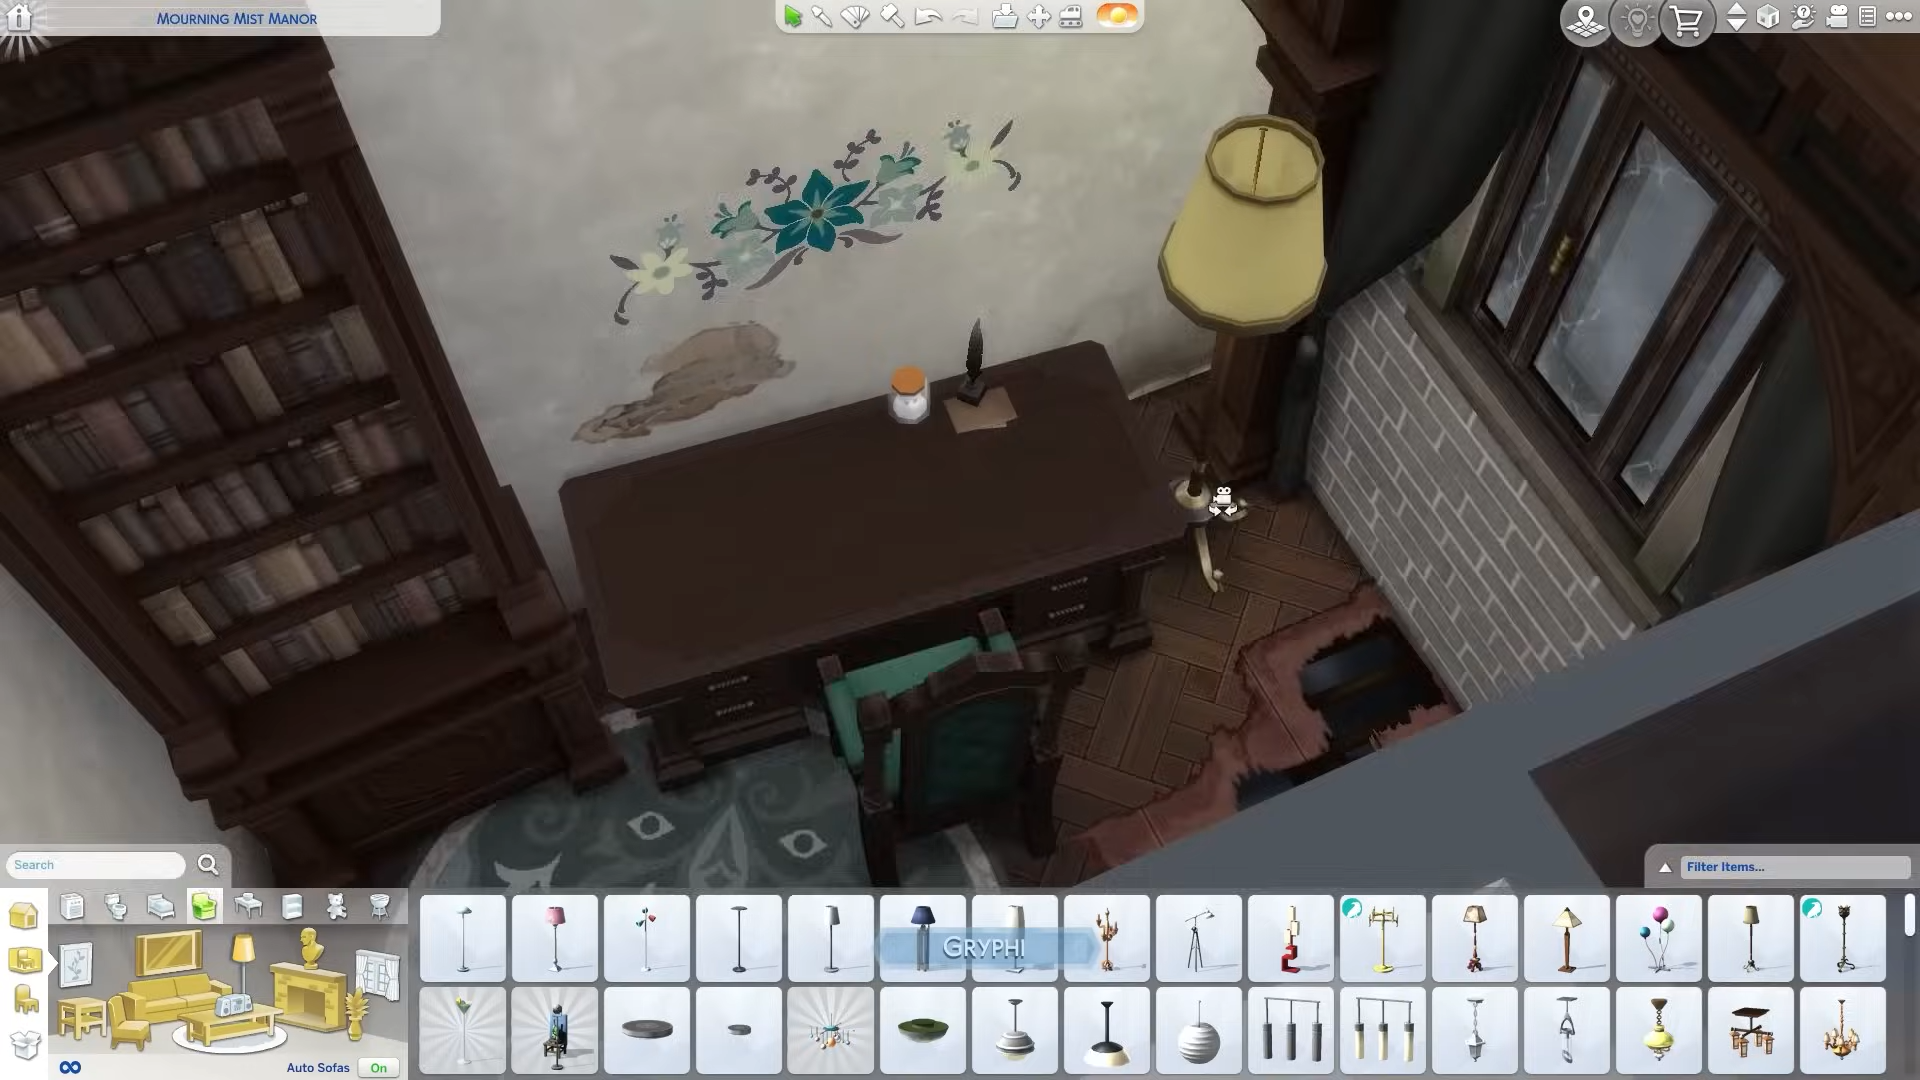 Mourning Mist Manor
Search
Filter Items...
Gryphi
Auto Sofas
On